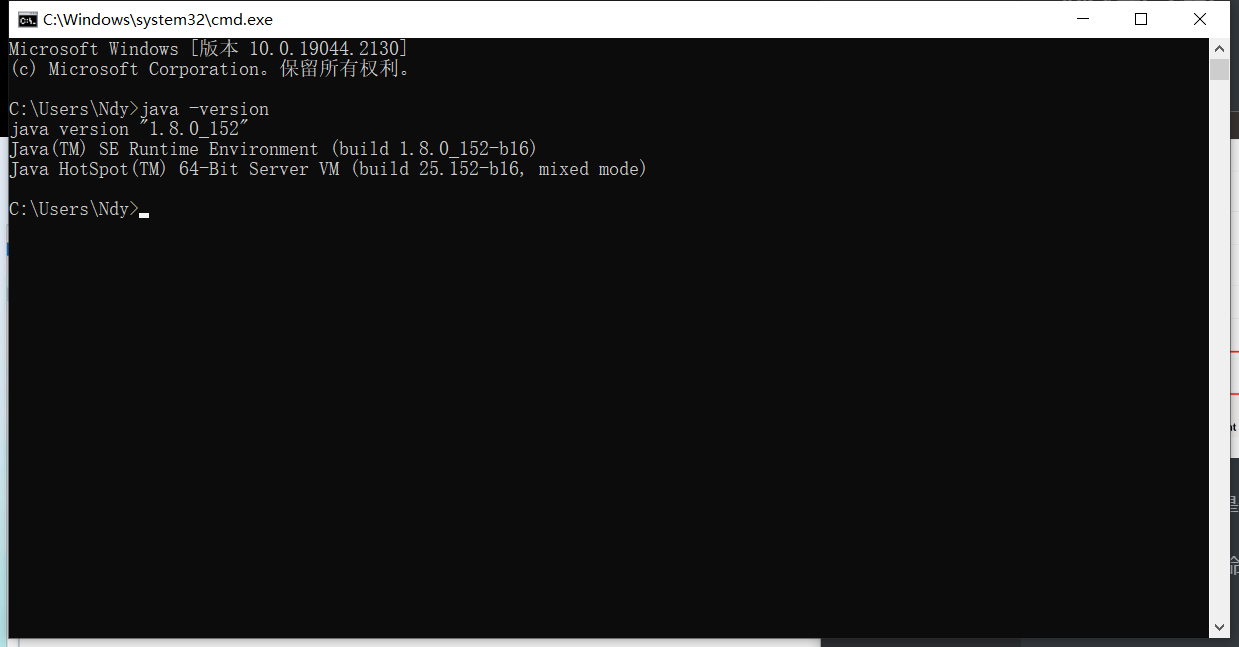 C:\Windows\system32\cmd.exe
Microsoft Windows [版本 10.0.19044.2130]
(c) Microsoft Corporation。保留所有权利。
C:\Users\Ndy>java -version
java version "1.8.0_152"
Java(TM) SE Runtime Environment (build 1.8.0_152-b16)
Java HotSpot(TM) 64-Bit Server VM (build 25.152-b16, mixed mode)
C:\Users\Ndy>